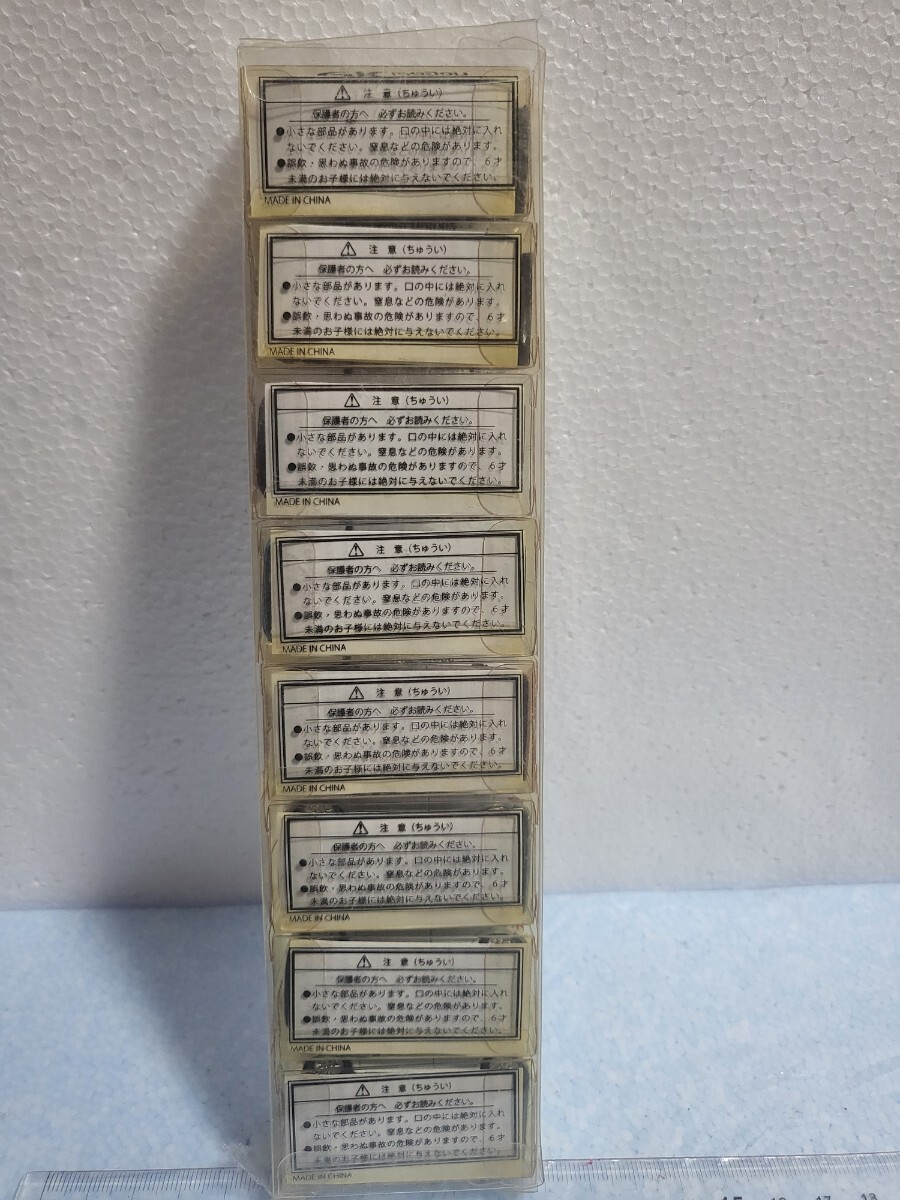 ⚠ 注 意 (ちゅうい)
保護者の方へ 必ずお読みください。
●小さな部品があります。口の中には絶対に入れ
ないでください。窒息などの危険があります。
●誤飲・思わぬ事故の危険がありますので、6才
未満のお子様には絶対に与えないでください。
MADE IN CHINA
⚠ 注 意 (ちゅうい)
保護者の方へ 必ずお読みください。
●小さな部品があります。口の中には絶対に入れ
ないでください。窒息などの危険があります。
●誤飲・思わぬ事故の危険がありますので、6才
未満のお子様には絶対に与えないでください。
MADE IN CHINA
⚠ 注 意 (ちゅうい)
保護者の方へ 必ずお読みください。
●小さな部品があります。口の中には絶対に入れ
ないでください。窒息などの危険があります。
●誤飲・思わぬ事故の危険がありますので、6才
未満のお子様には絶対に与えないでください。
MADE IN CHINA
⚠ 注 意 (ちゅうい)
保護者の方へ 必ずお読みください。
●小さな部品があります。口の中には絶対に入れ
ないでください。窒息などの危険があります。
●誤飲・思わぬ事故の危険がありますので、6才
未満のお子様には絶対に与えないでください。
MADE IN CHINA
⚠ 注 意 (ちゅうい)
保護者の方へ 必ずお読みください。
●小さな部品があります。口の中には絶対に入れ
ないでください。窒息などの危険があります。
●誤飲・思わぬ事故の危険がありますので、6才
未満のお子様には絶対に与えないでください。
MADE IN CHINA
⚠ 注 意 (ちゅうい)
保護者の方へ 必ずお読みください。
●小さな部品があります。口の中には絶対に入れ
ないでください。窒息などの危険があります。
●誤飲・思わぬ事故の危険がありますので、6才
未満のお子様には絶対に与えないでください。
MADE IN CHINA
⚠ 注 意 (ちゅうい)
保護者の方へ 必ずお読みください。
●小さな部品があります。口の中には絶対に入れ
ないでください。窒息などの危険があります。
●誤飲・思わぬ事故の危険がありますので、6才
未満のお子様には絶対に与えないでください。
MADE IN CHINA
⚠ 注 意 (ちゅうい)
保護者の方へ 必ずお読みください。
●小さな部品があります。口の中には絶対に入れ
ないでください。窒息などの危険があります。
●誤飲・思わぬ事故の危険がありますので、6才
未満のお子様には絶対に与えないでください。
MADE IN CHINA